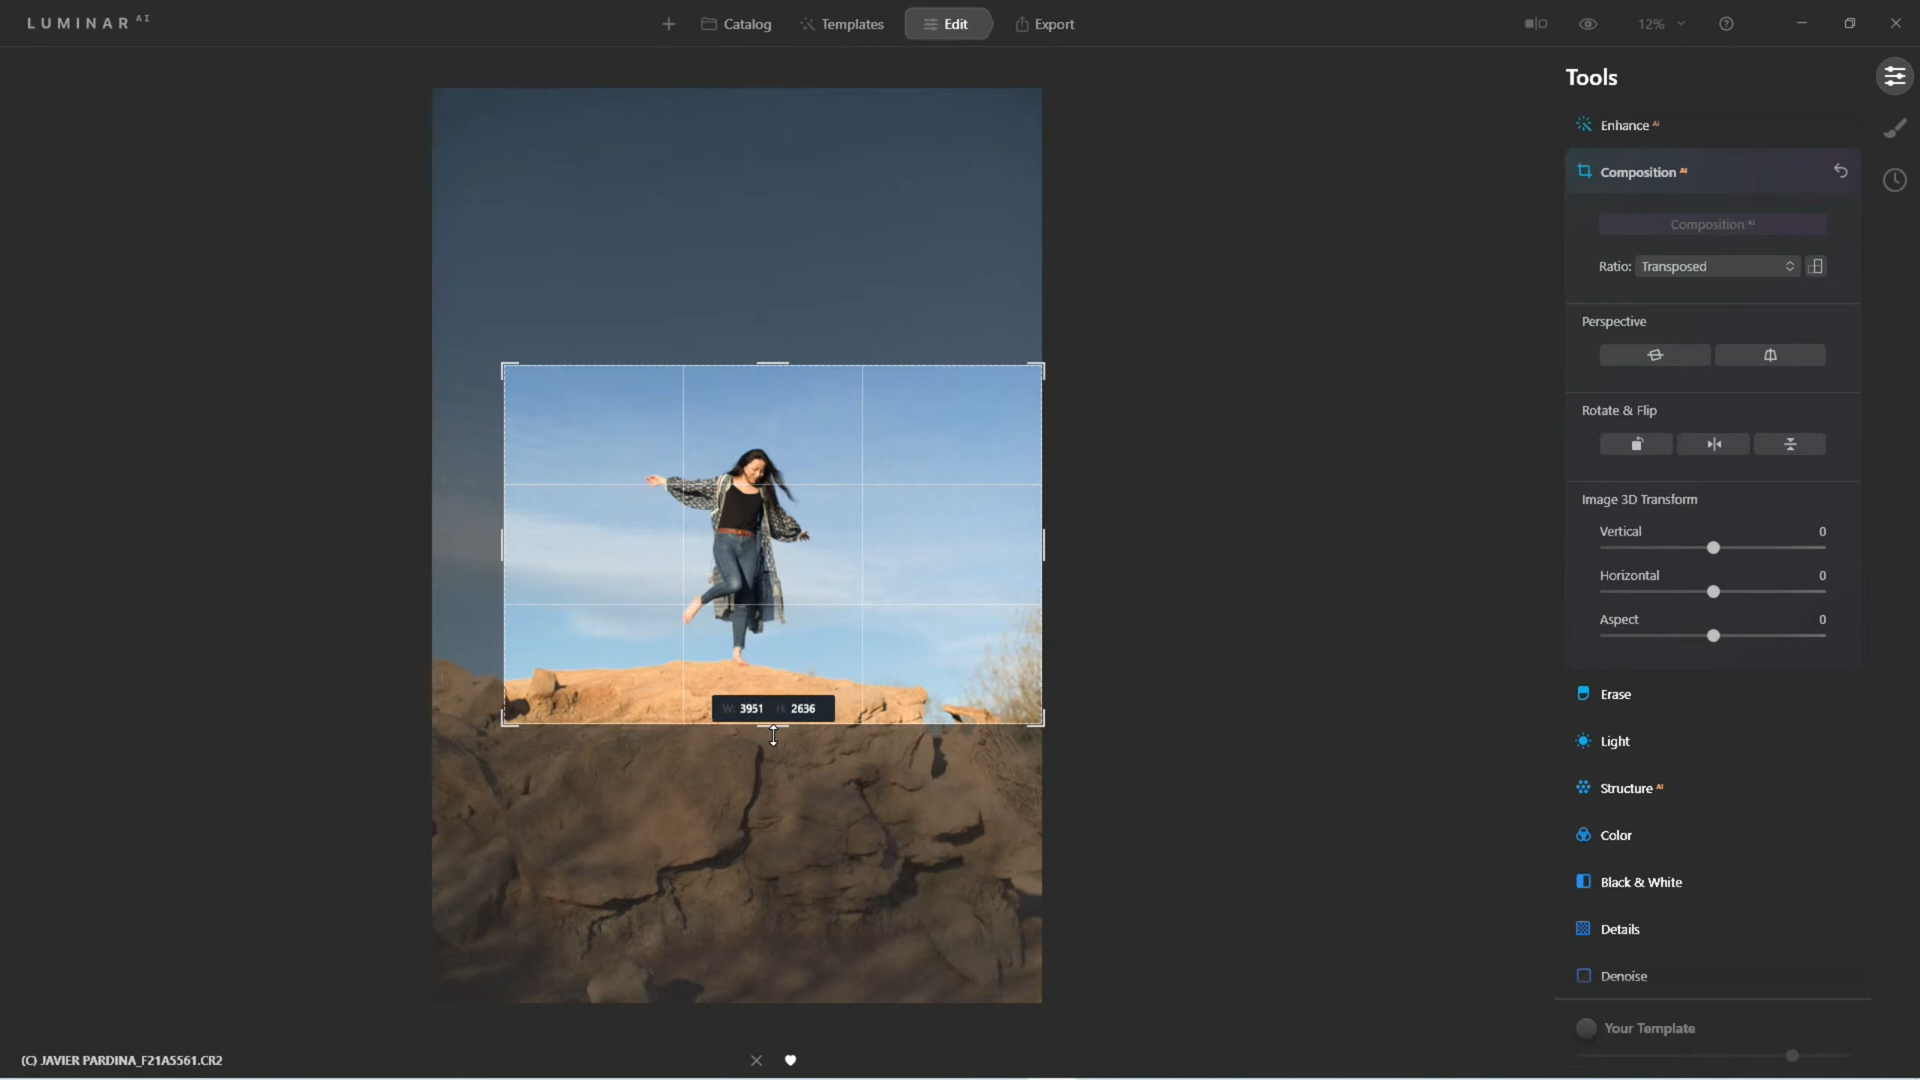 LUMINAR AI
Catalog
Templates
Edit
Export
12%
Tools
Enhance AI
Composition AI
Composition AI
Ratio: Transposed
Perspective
Rotate & Flip
Image 3D Transform
Vertical 0
Horizontal 0
Aspect 0
W: 3951 H: 2636
Erase
Light
Structure AI
Color
Black & White
Details
Denoise
Your Template
(C) JAVIER PARDINA_F21A5561.CR2